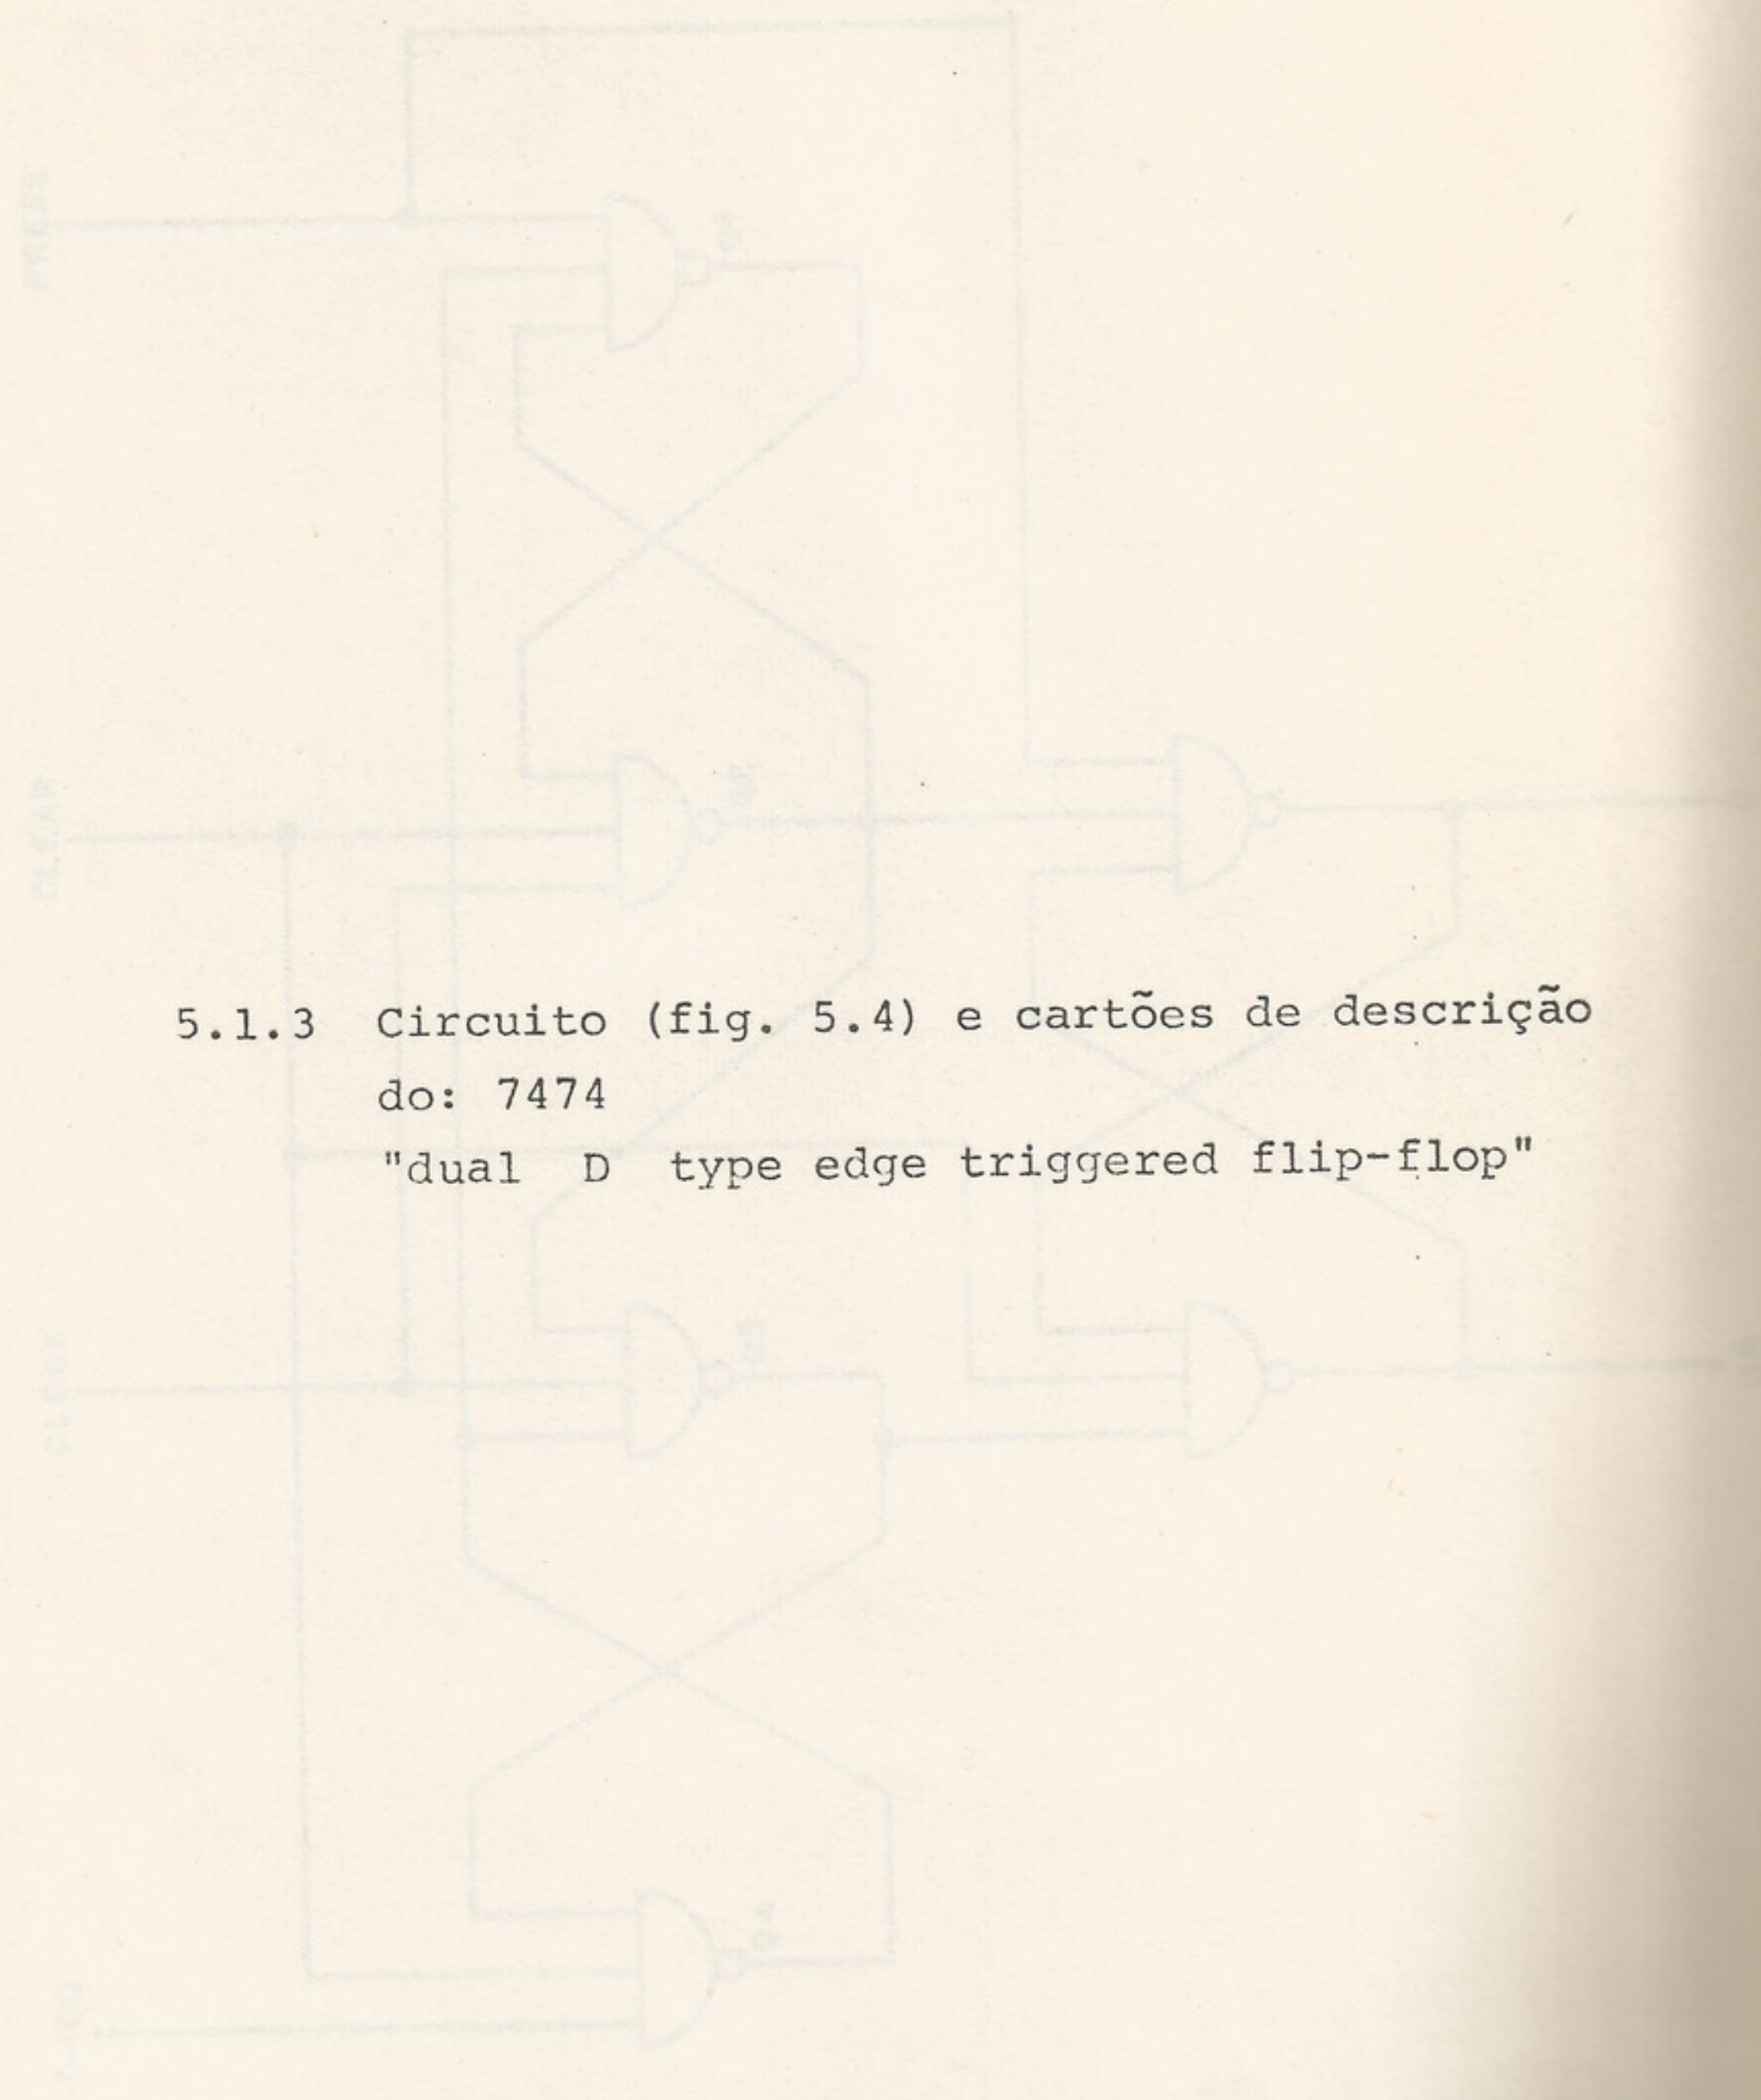 5.1.3 Circuito (fig. 5.4) e cartões de descrição
do: 7474
"dual D type edge triggered flip-flop"